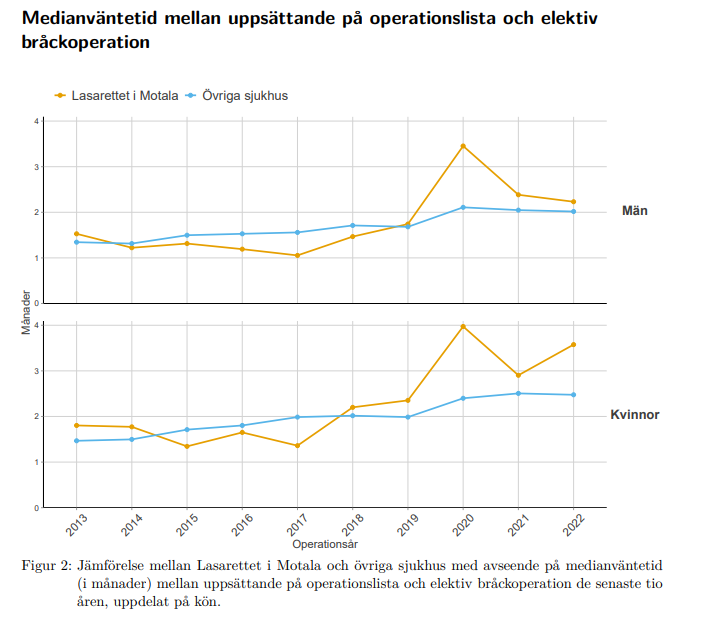 Medianväntetid mellan uppsättande på operationslista och elektiv
bråckoperation
Lasarettet i Motala Övriga sjukhus
4
3
2
1
0
Män
Månader
4
3
2
1
0
Kvinnor
2013 2014 2015 2016 2017 2018 2019 2020 2021 2022
Operationsår
Figur 2: Jämförelse mellan Lasarettet i Motala och övriga sjukhus med avseende på medianväntetid
(i månader) mellan uppsättande på operationslista och elektiv bråckoperation de senaste tio
åren, uppdelat på kön.